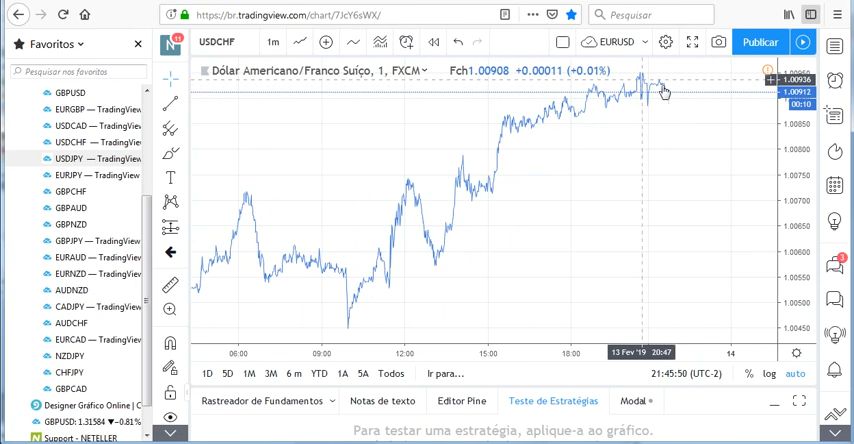 https://br.tradingview.com/chart/7JcY6sWX/
Pesquisar
Favoritos
N
11
USDCHF
1m
EURUSD
Publicar
Pesquisar nos favoritos
GBPUSD
EURGBP — TradingView
USDCAD — TradingView
USDCHF — TradingView
USDJPY — TradingView
EURJPY — TradingView
GBPCHF
GBPAUD
GBPNZD
GBPJPY — TradingView
EURAUD — TradingView
EURNZD — TradingView
AUDNZD
CADJPY — TradingView
AUDCHF
EURCAD — TradingView
NZDJPY
CHFJPY
GBPCAD
Designer Gráfico Online | C
GBPUSD: 1.31584 ▼−0.81%
Support - NETELLER
Dólar Americano/Franco Suíço, 1, FXCM
Fch1.00908 +0.00011 (+0.01%)
1.00950
1.00936
1.00912
00:10
1.00850
1.00800
1.00750
1.00700
1.00650
1.00600
1.00550
1.00500
1.00450
06:00
09:00
12:00
15:00
18:00
13 Fev '19 20:47
14
1D 5D 1M 3M 6 m YTD 1A 5A Todos Ir para...
21:45:50 (UTC-2)
% log auto
Rastreador de Fundamentos
Notas de texto
Editor Pine
Teste de Estratégias
Modal
Para testar uma estratégia, aplique-a ao gráfico.
3